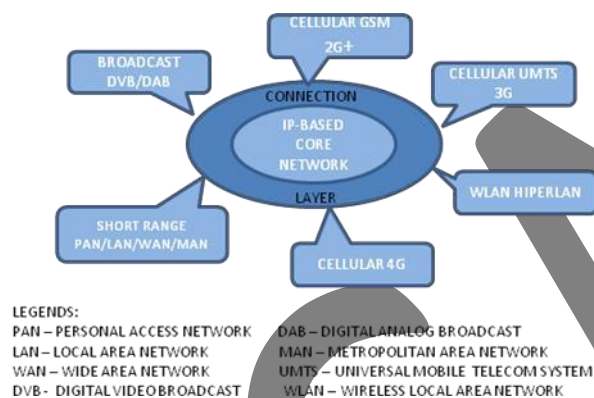 CELLULAR GSM
2G+
BROADCAST
DVB/DAB
CELLULAR UMTS
3G
CONNECTION
IP-BASED
CORE
NETWORK
LAYER
WLAN HIPERLAN
SHORT RANGE
PAN/LAN/WAN/MAN
CELLULAR 4G
LEGENDS:
PAN – PERSONAL ACCESS NETWORK DAB – DIGITAL ANALOG BROADCAST
LAN – LOCAL AREA NETWORK MAN – METROPOLITAN AREA NETWORK
WAN – WIDE AREA NETWORK UMTS – UNIVERSAL MOBILE TELECOM SYSTEM
DVB - DIGITAL VIDEO BROADCAST WLAN – WIRELESS LOCAL AREA NETWORK